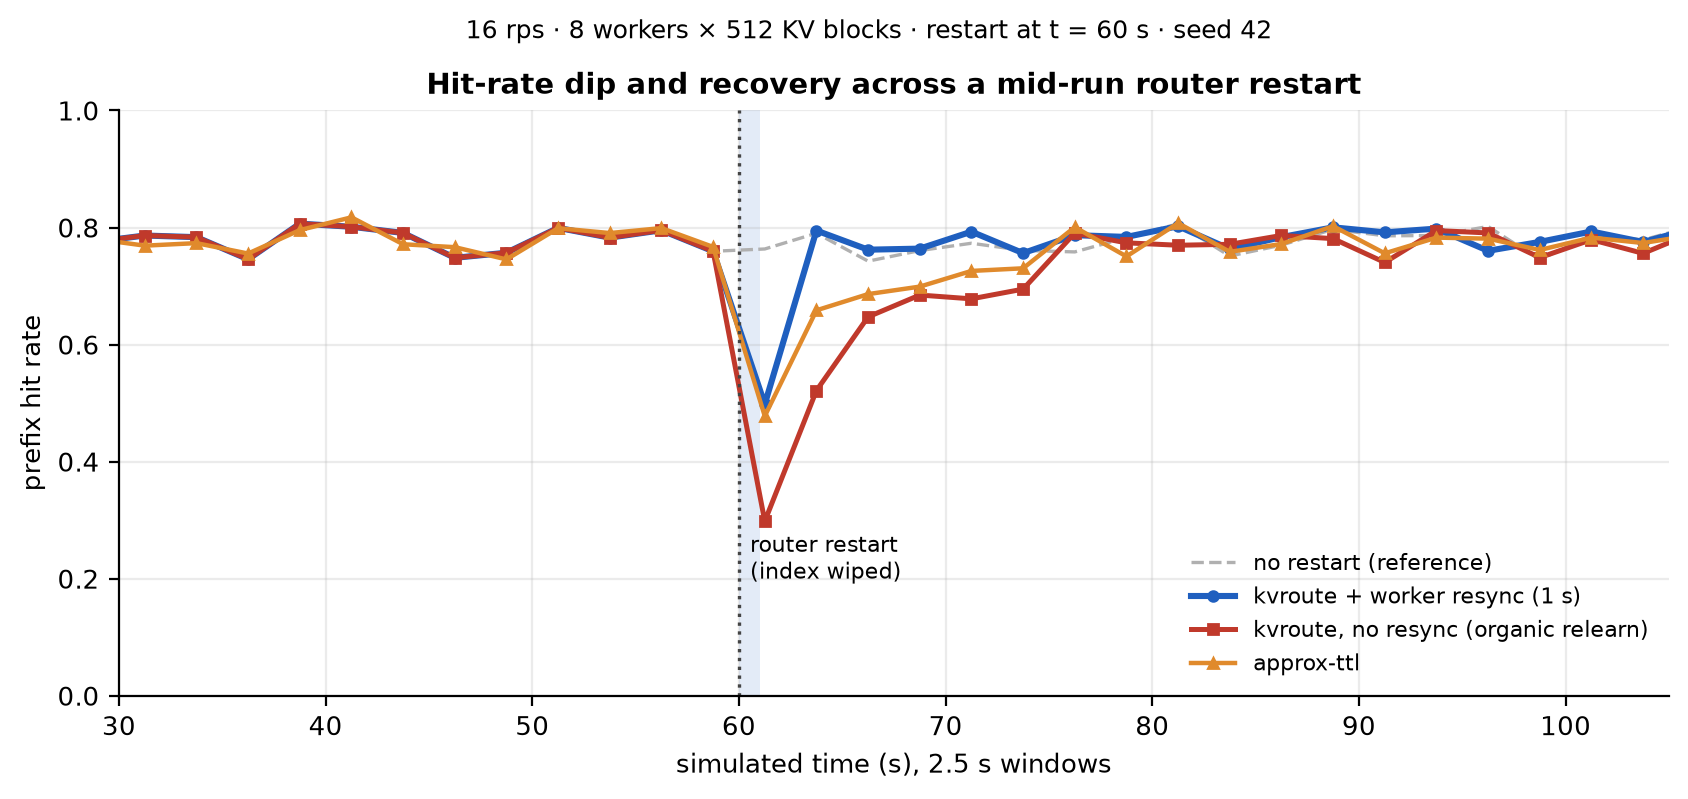 16 rps · 8 workers × 512 KV blocks · restart at t = 60 s · seed 42
Hit-rate dip and recovery across a mid-run router restart
prefix hit rate
1.0
0.8
0.6
0.4
0.2
0.0
router restart
(index wiped)
no restart (reference)
kvroute + worker resync (1 s)
kvroute, no resync (organic relearn)
approx-ttl
30 40 50 60 70 80 90 100
simulated time (s), 2.5 s windows